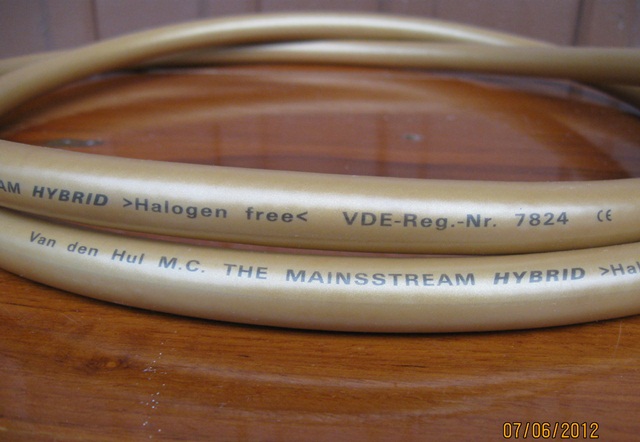 AM HYBRID >Halogen free< VDE-Reg.-Nr. 7824 CE
Van den Hul M.C. THE MAINSSTREAM HYBRID >Hal
07/06/2012